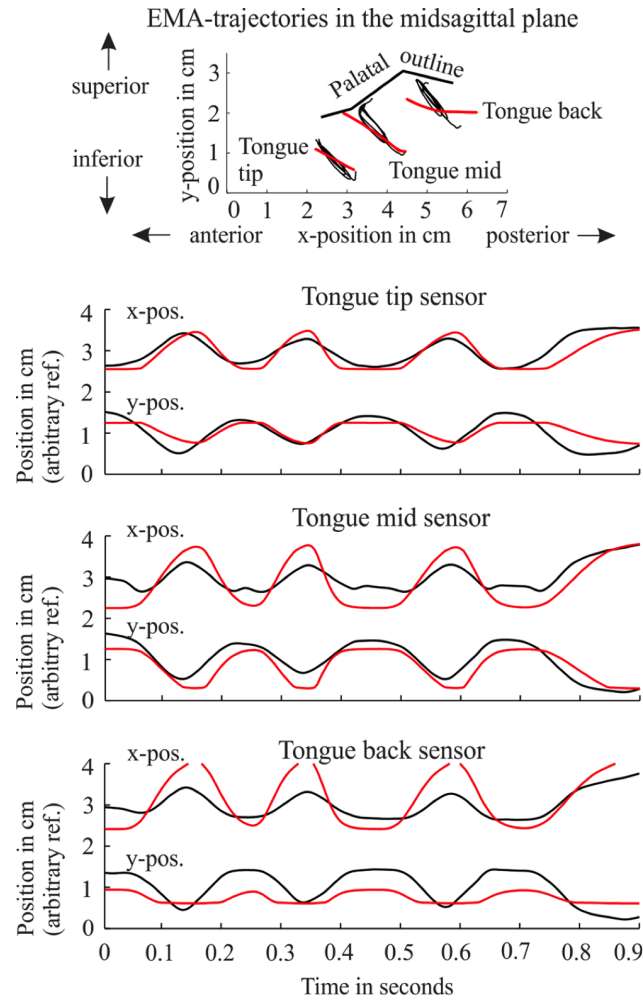 EMA-trajectories in the midsagittal plane
superior
inferior
y-position in cm
3
2
1
0
Palatal outline
Tongue back
Tongue tip
Tongue mid
0 1 2 3 4 5 6 7
anterior x-position in cm posterior
Tongue tip sensor
Position in cm
(arbitrary ref.)
4
3
2
1
0
x-pos.
y-pos.
Tongue mid sensor
Position in cm
(arbitrry ref.)
4
3
2
1
0
x-pos.
y-pos.
Tongue back sensor
Position in cm
(arbitrary ref.)
4
3
2
1
0
x-pos.
y-pos.
0 0.1 0.2 0.3 0.4 0.5 0.6 0.7 0.8 0.9
Time in seconds